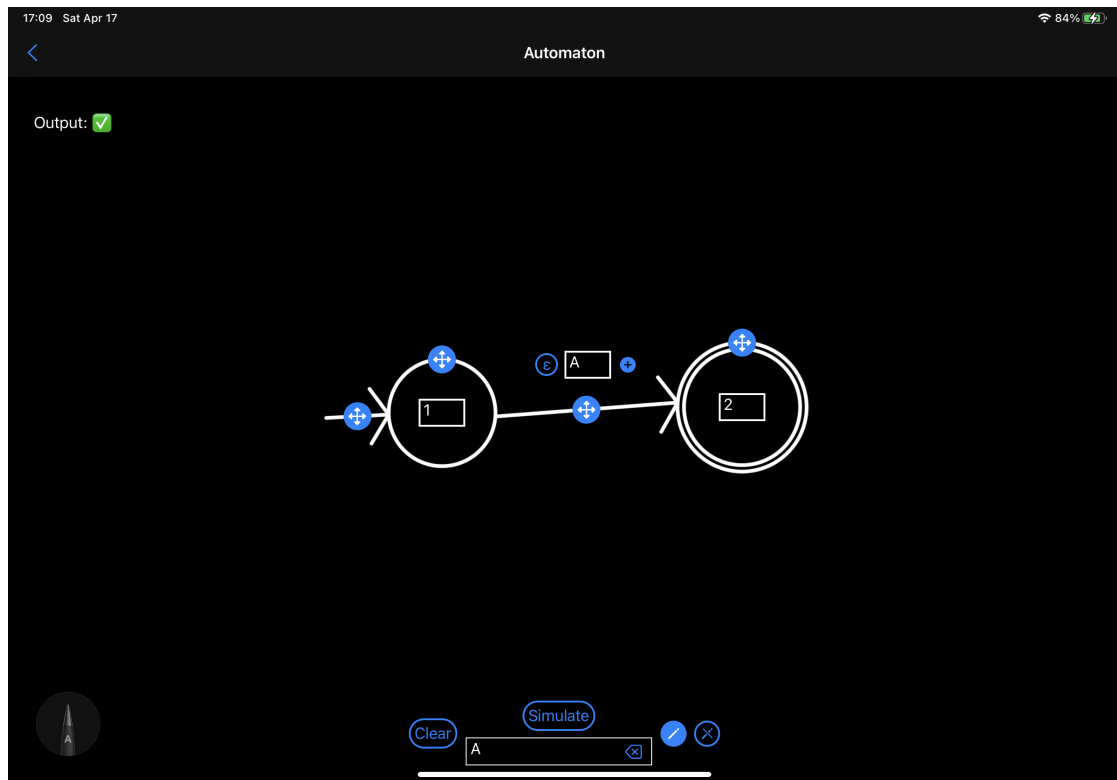 17:09 Sat Apr 17
84%
Automaton
Output: ✅
ε A
1
2
Simulate
Clear
A
A